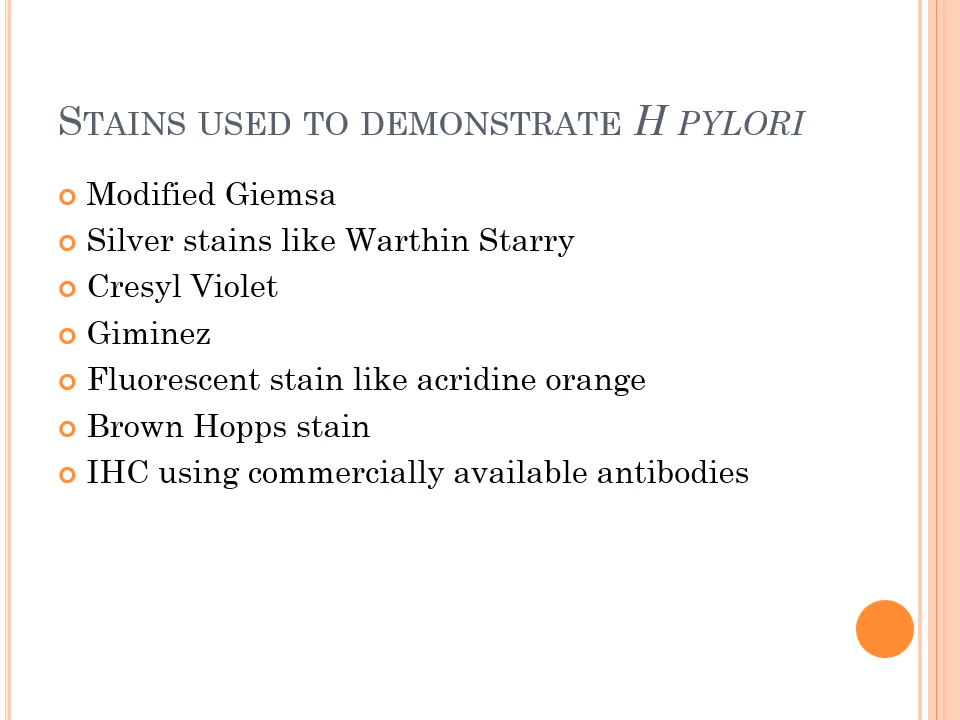 Stains used to demonstrate H pylori
Modified Giemsa
Silver stains like Warthin Starry
Cresyl Violet
Giminez
Fluorescent stain like acridine orange
Brown Hopps stain
IHC using commercially available antibodies